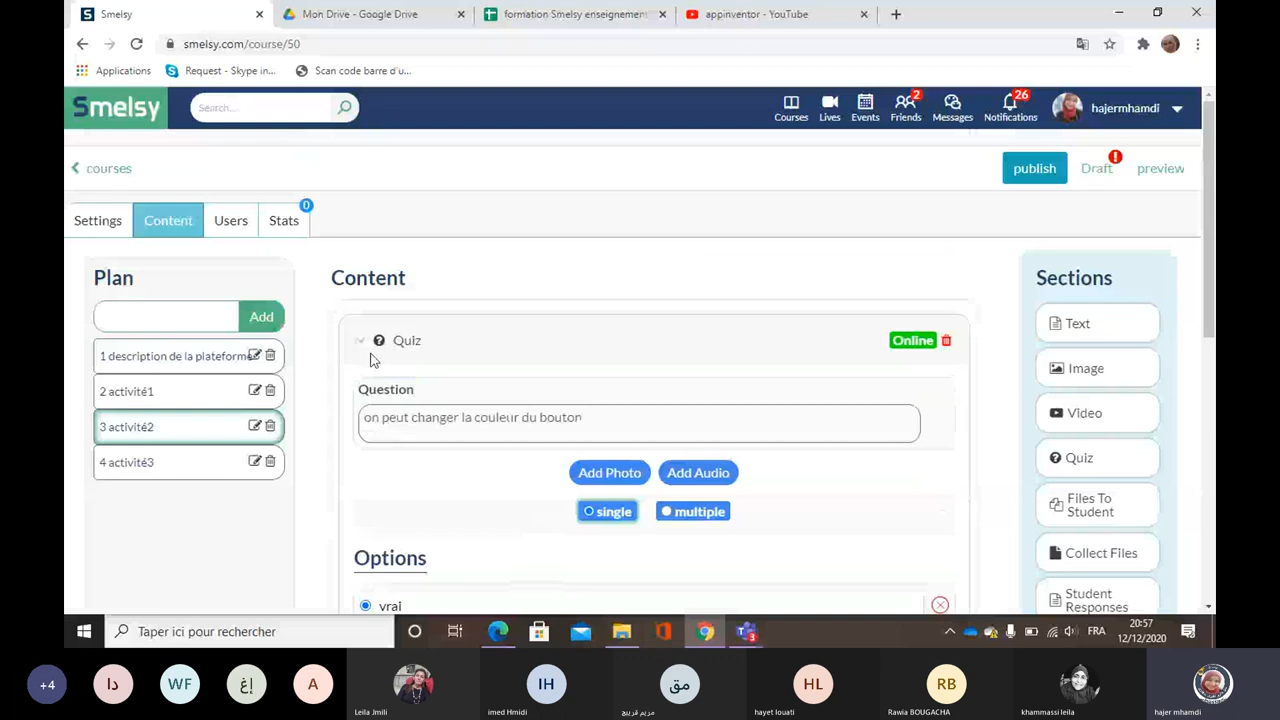 Smelsy
Mon Drive - Google Drive
formation Smelsy enseignement
appinventor - YouTube
smelsy.com/course/50
Applications
Request - Skype in...
Scan code barre d'u...
Smelsy
Search...
Courses
Lives
Events
2
Friends
Messages
26
Notifications
hajermhamdi
courses
publish
Draft
preview
Settings
Content
Users
Stats
0
Plan
Add
1 description de la plateforme
2 activité1
3 activité2
4 activité3
Content
Quiz
Online
Question
on peut changer la couleur du bouton
Add Photo
Add Audio
single
multiple
Options
vrai
Sections
Text
Image
Video
Quiz
Files To
Student
Collect Files
Student
Responses
Taper ici pour rechercher
FRA
20:57
12/12/2020
+4
دا
WF
إغ
A
Leila Jmili
IH
imed Hmidi
مق
مريم قريبج
HL
hayet louati
RB
Rawia BOUGACHA
khammassi leila
hajer mhamdi